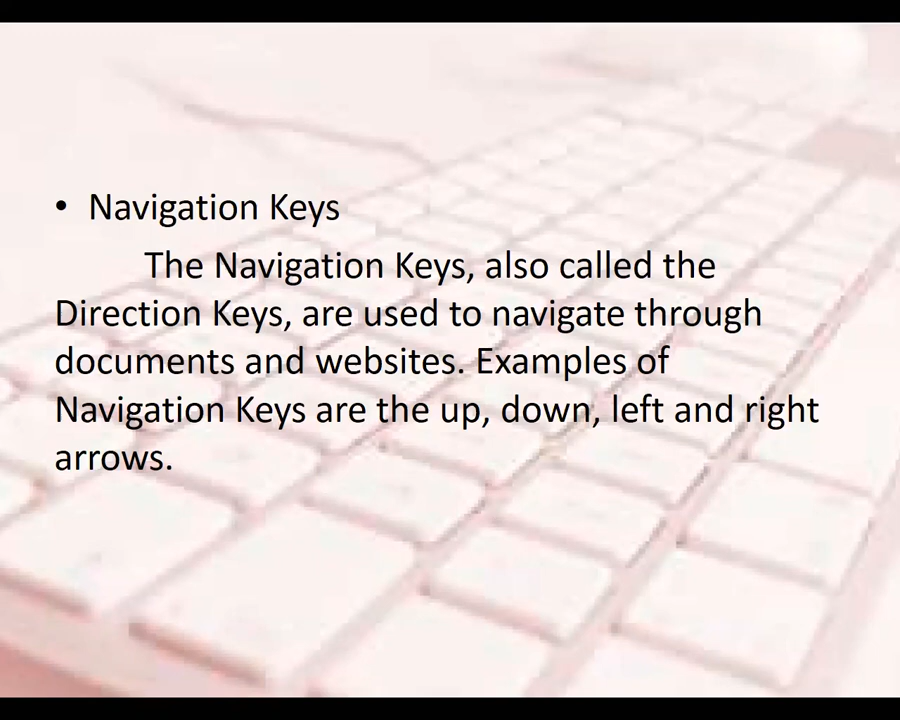 • Navigation Keys
The Navigation Keys, also called the
Direction Keys, are used to navigate through
documents and websites. Examples of
Navigation Keys are the up, down, left and right
arrows.